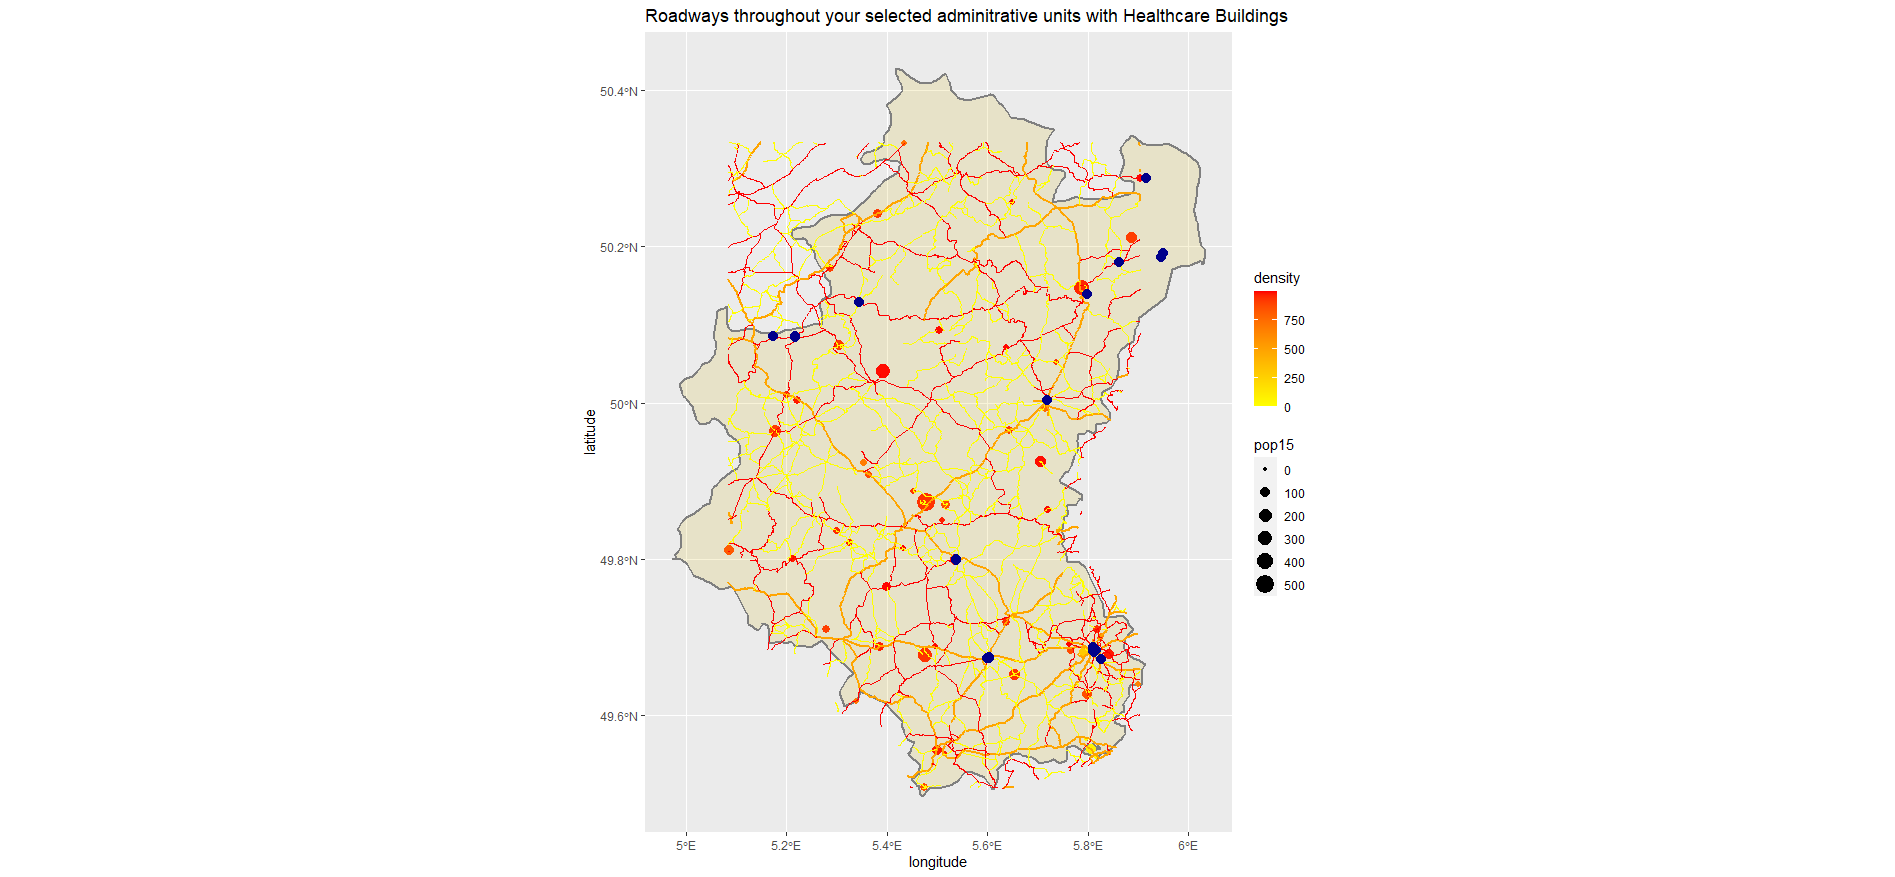 Roadways throughout your selected adminitrative units with Healthcare Buildings
50.4°N
50.2°N
50°N
49.8°N
49.6°N
latitude
5°E
5.2°E
5.4°E
5.6°E
5.8°E
6°E
longitude
density
750
500
250
0
pop15
0
100
200
300
400
500